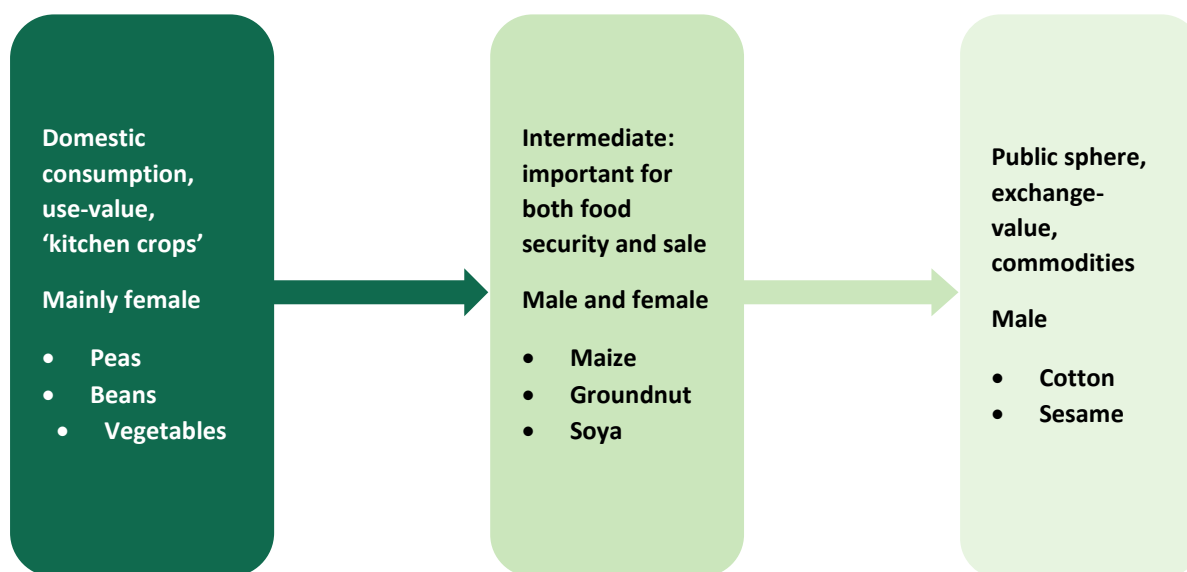 Domestic
consumption,
use-value,
‘kitchen crops’
Mainly female
• Peas
• Beans
• Vegetables
Intermediate:
important for
both food
security and sale
Male and female
• Maize
• Groundnut
• Soya
Public sphere,
exchange-
value,
commodities
Male
• Cotton
• Sesame